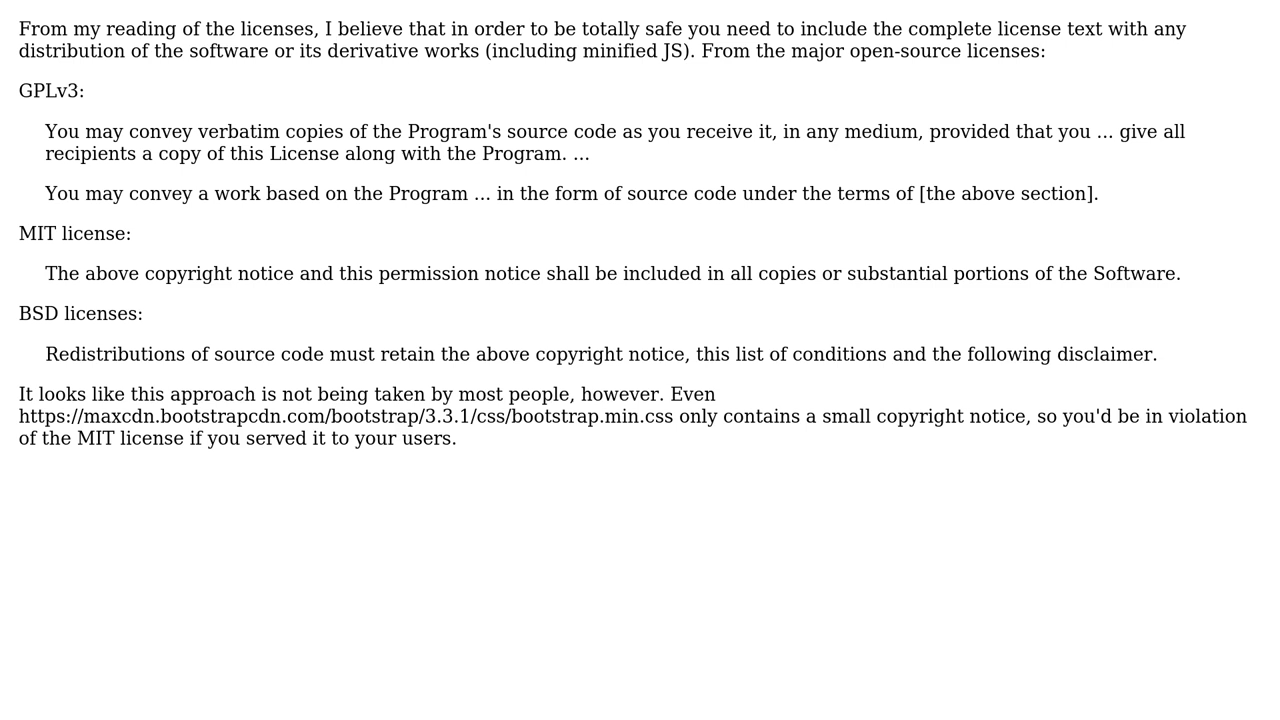 From my reading of the licenses, I believe that in order to be totally safe you need to include the complete license text with any
distribution of the software or its derivative works (including minified JS). From the major open-source licenses:
GPLv3:
You may convey verbatim copies of the Program's source code as you receive it, in any medium, provided that you ... give all
recipients a copy of this License along with the Program. ...
You may convey a work based on the Program ... in the form of source code under the terms of [the above section].
MIT license:
The above copyright notice and this permission notice shall be included in all copies or substantial portions of the Software.
BSD licenses:
Redistributions of source code must retain the above copyright notice, this list of conditions and the following disclaimer.
It looks like this approach is not being taken by most people, however. Even
https://maxcdn.bootstrapcdn.com/bootstrap/3.3.1/css/bootstrap.min.css only contains a small copyright notice, so you'd be in violation
of the MIT license if you served it to your users.